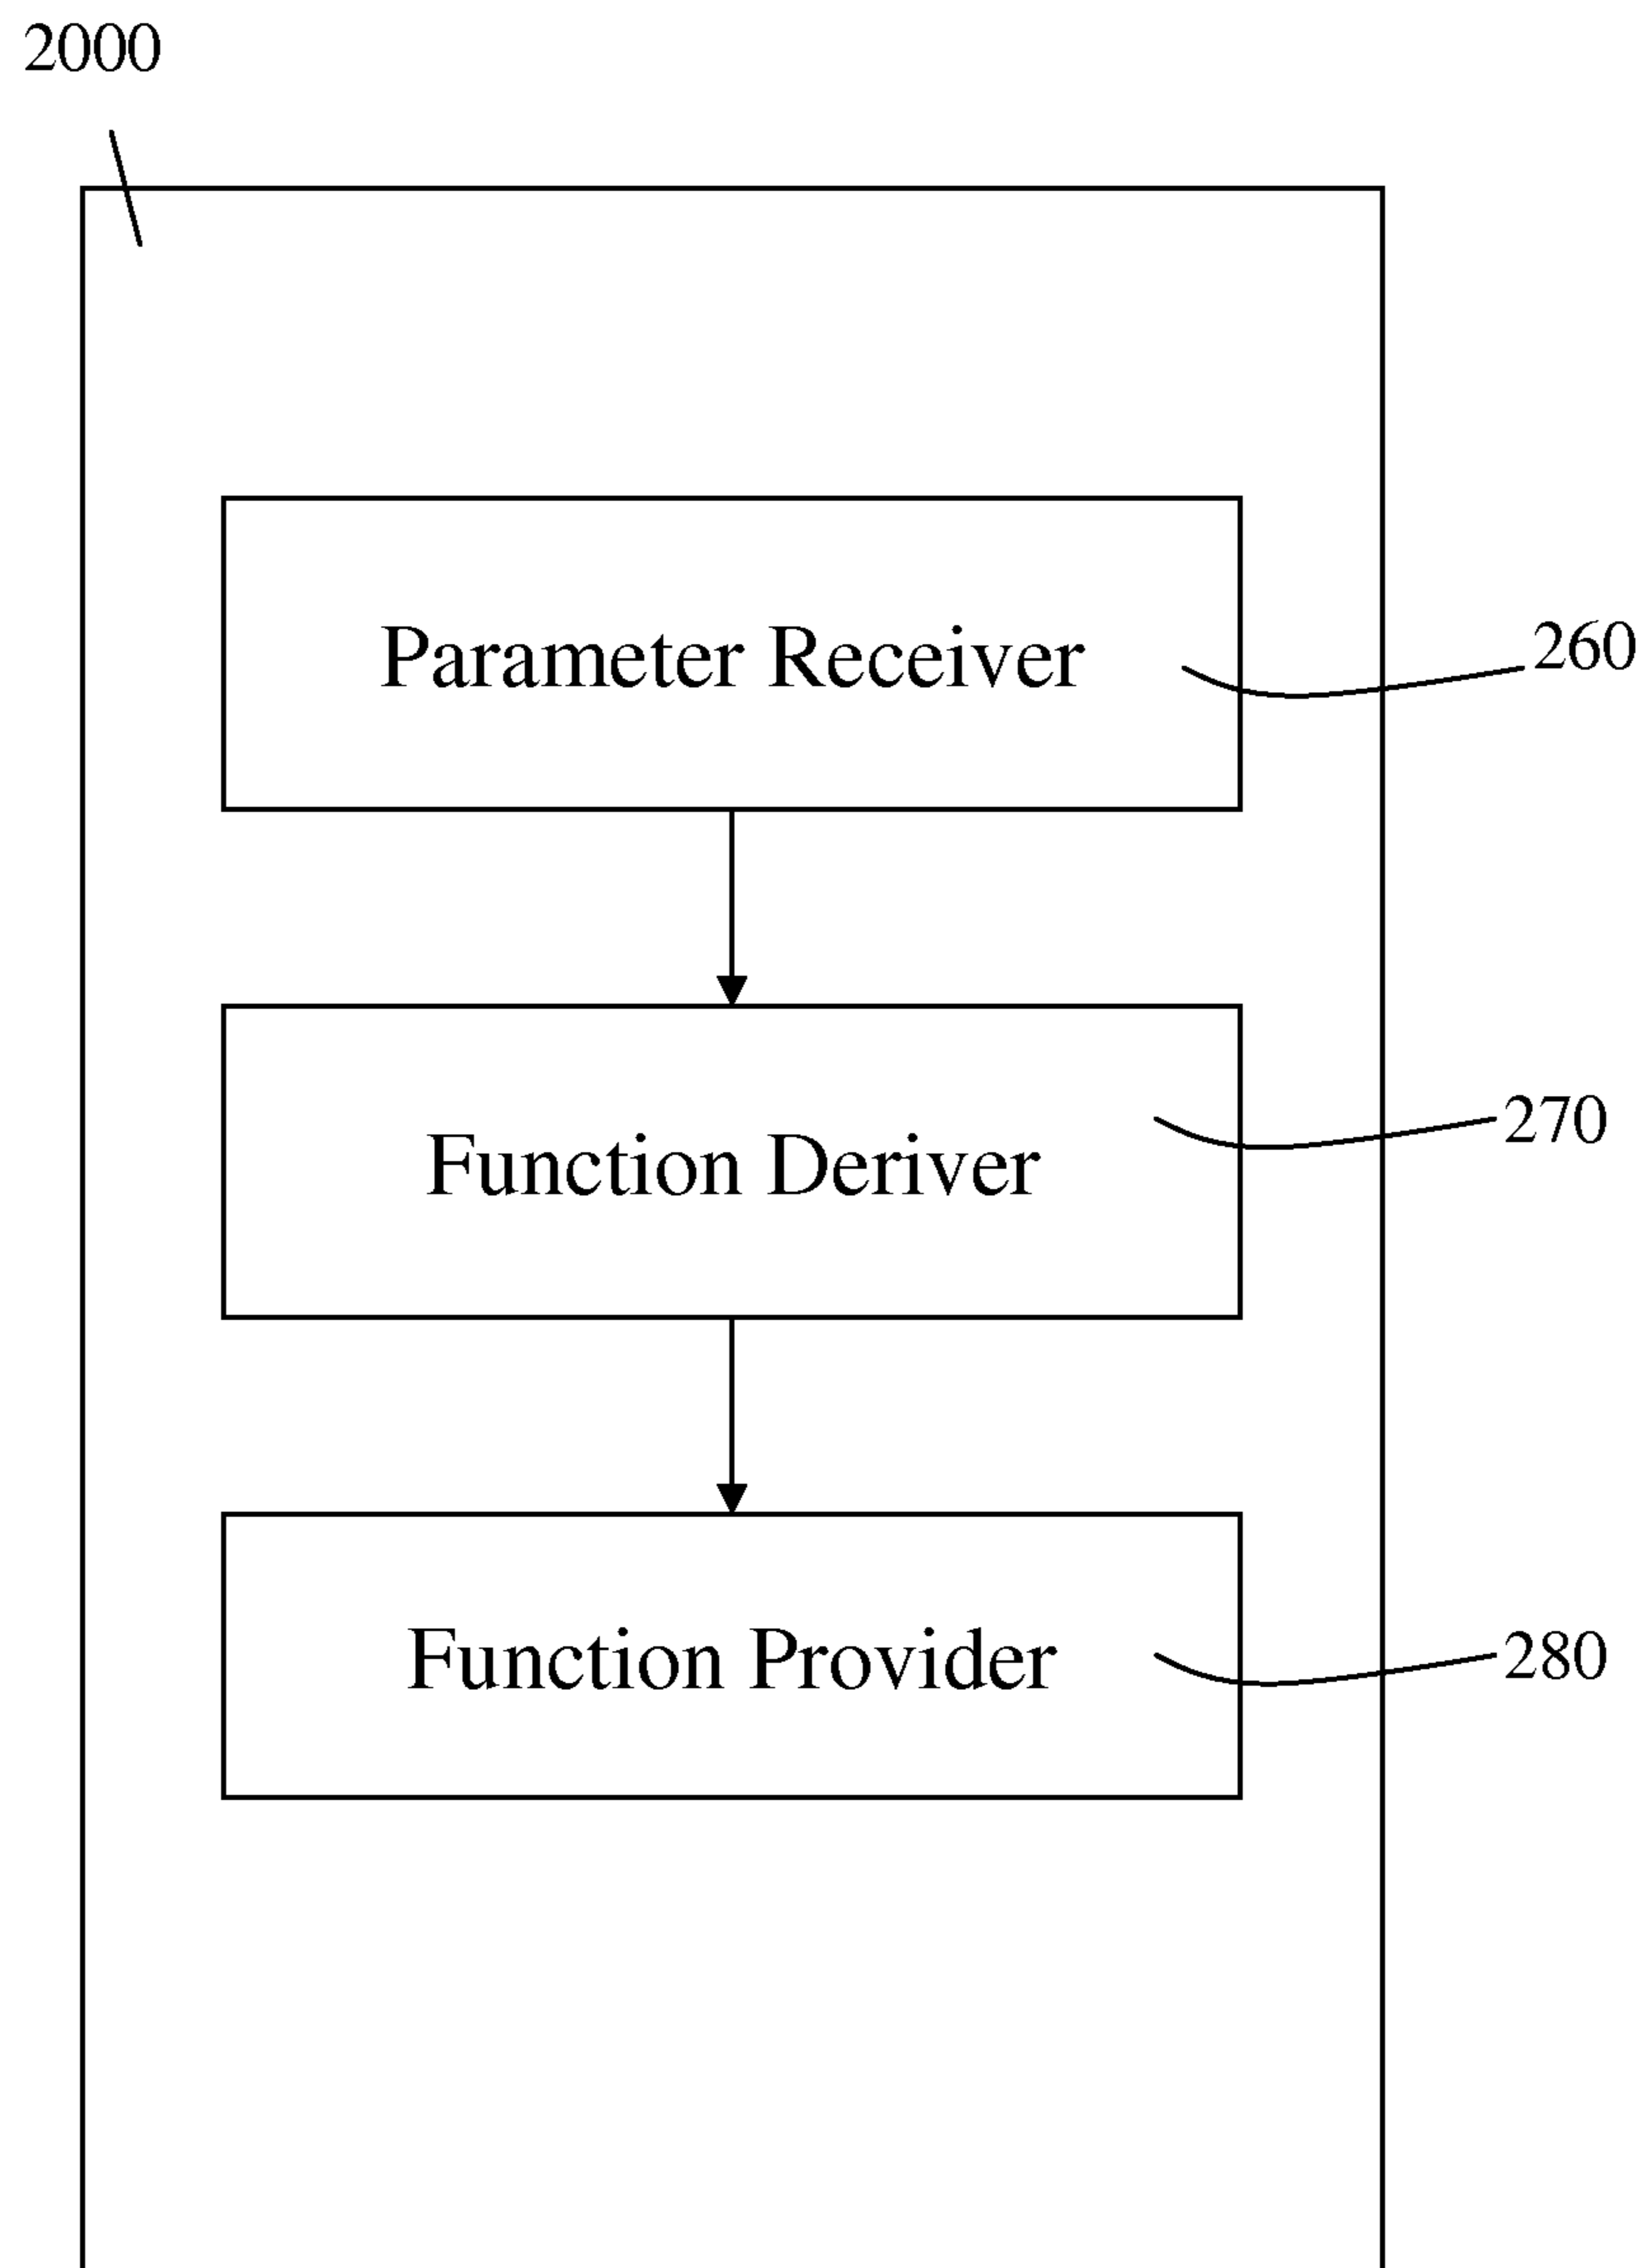 2000
Parameter Receiver
260
Function Deriver
270
Function Provider
280